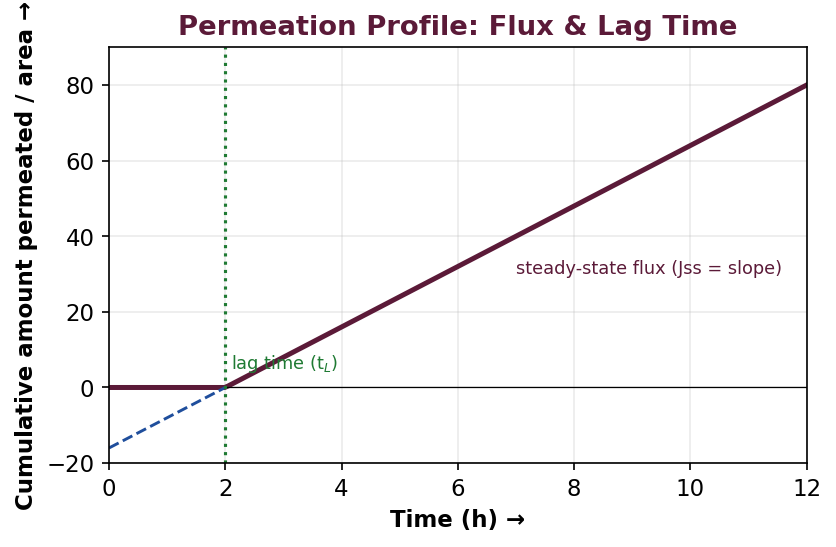 Permeation Profile: Flux & Lag Time
Cumulative amount permeated / area →
80
60
40
20
0
−20
steady-state flux (Jss = slope)
lag time (t_L)
0 2 4 6 8 10 12
Time (h) →